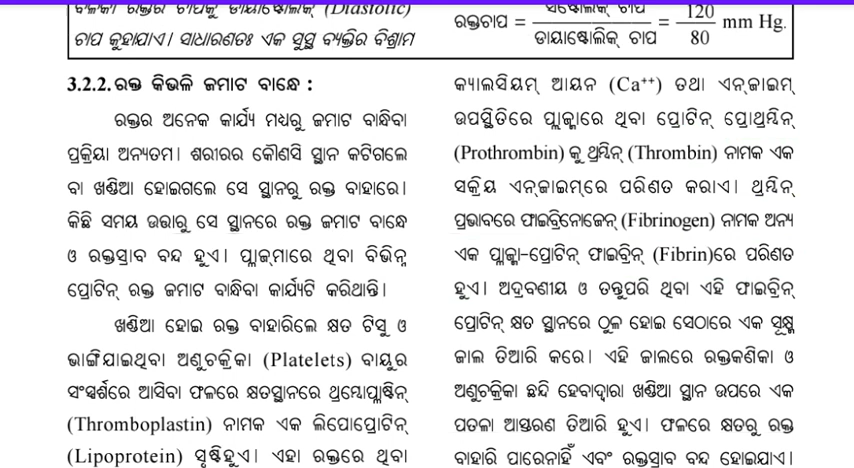 ବଳକା ରକ୍ତର ଚାପକୁ ଡାୟାଷ୍ଟୋଲିକ୍ (Diastolic)
ଚାପ କୁହାଯାଏ। ସାଧାରଣତଃ ଏକ ସୁସ୍ଥ ବ୍ୟକ୍ତିର ବିଶ୍ରାମ
3.2.2. ରକ୍ତ କିଭଳି ଜମାଟ ବାନ୍ଧେ :
ରକ୍ତର ଅନେକ କାର୍ଯ୍ୟ ମଧ୍ୟରୁ ଜମାଟ ବାନ୍ଧିବା
ପ୍ରକ୍ରିୟା ଅନ୍ୟତମ। ଶରୀରର କୌଣସି ସ୍ଥାନ କଟିଗଲେ
ବା ଖଣ୍ଡିଆ ହୋଇଗଲେ ସେ ସ୍ଥାନରୁ ରକ୍ତ ବାହାରେ।
କିଛି ସମୟ ଉତ୍ତାରୁ ସେ ସ୍ଥାନରେ ରକ୍ତ ଜମାଟ ବାନ୍ଧେ
ଓ ରକ୍ତସ୍ରାବ ବନ୍ଦ ହୁଏ। ପ୍ଲାଜ୍‌ମାରେ ଥିବା ବିଭିନ୍ନ
ପ୍ରୋଟିନ୍ ରକ୍ତ ଜମାଟ ବାନ୍ଧିବା କାର୍ଯ୍ୟଟି କରିଥାନ୍ତି।
ଖଣ୍ଡିଆ ହୋଇ ରକ୍ତ ବାହାରିଲେ କ୍ଷତ ଟିସୁ ଓ
ଭାଙ୍ଗିଯାଇଥିବା ଅଣୁଚକ୍ରିକା (Platelets) ବାୟୁର
ସଂସ୍ପର୍ଶରେ ଆସିବା ଫଳରେ କ୍ଷତସ୍ଥାନରେ ଥ୍ରମ୍ବୋପ୍ଲାଷ୍ଟିନ୍
(Thromboplastin) ନାମକ ଏକ ଲିପୋପ୍ରୋଟିନ୍
(Lipoprotein) ସୃଷ୍ଟିହୁଏ। ଏହା ରକ୍ତରେ ଥିବା
ରକ୍ତଚାପ = ସିଷ୍ଟୋଲିକ୍ ଚାପ / ଡାୟାଷ୍ଟୋଲିକ୍ ଚାପ = 120 / 80 mm Hg.
କ୍ୟାଲସିୟମ୍ ଆୟନ (Ca⁺⁺) ତଥା ଏନ୍‌ଜାଇମ୍
ଉପସ୍ଥିତିରେ ପ୍ଲାଜ୍ମାରେ ଥିବା ପ୍ରୋଟିନ୍ ପ୍ରୋଥ୍ରମ୍ବିନ୍
(Prothrombin) କୁ ଥ୍ରମ୍ବିନ୍ (Thrombin) ନାମକ ଏକ
ସକ୍ରିୟ ଏନ୍‌ଜାଇମ୍‌ରେ ପରିଣତ କରାଏ। ଥ୍ରମ୍ବିନ୍
ପ୍ରଭାବରେ ଫାଇବ୍ରିନୋଜେନ୍ (Fibrinogen) ନାମକ ଅନ୍ୟ
ଏକ ପ୍ଲାଜ୍ମା-ପ୍ରୋଟିନ୍ ଫାଇବ୍ରିନ୍ (Fibrin)ରେ ପରିଣତ
ହୁଏ। ଅଦ୍ରବଣୀୟ ଓ ତନ୍ତୁପରି ଥିବା ଏହି ଫାଇବ୍ରିନ୍
ପ୍ରୋଟିନ୍ କ୍ଷତ ସ୍ଥାନରେ ଠୁଳ ହୋଇ ସେଠାରେ ଏକ ସୂକ୍ଷ୍ମ
ଜାଲ ତିଆରି କରେ। ଏହି ଜାଲରେ ରକ୍ତକଣିକା ଓ
ଅଣୁଚକ୍ରିକା ଛନ୍ଦି ହେବାଦ୍ୱାରା ଖଣ୍ଡିଆ ସ୍ଥାନ ଉପରେ ଏକ
ପତଳା ଆସ୍ତରଣ ତିଆରି ହୁଏ। ଫଳରେ କ୍ଷତରୁ ରକ୍ତ
ବାହାରି ପାରେନାହିଁ ଏବଂ ରକ୍ତସ୍ରାବ ବନ୍ଦ ହୋଇଯାଏ।